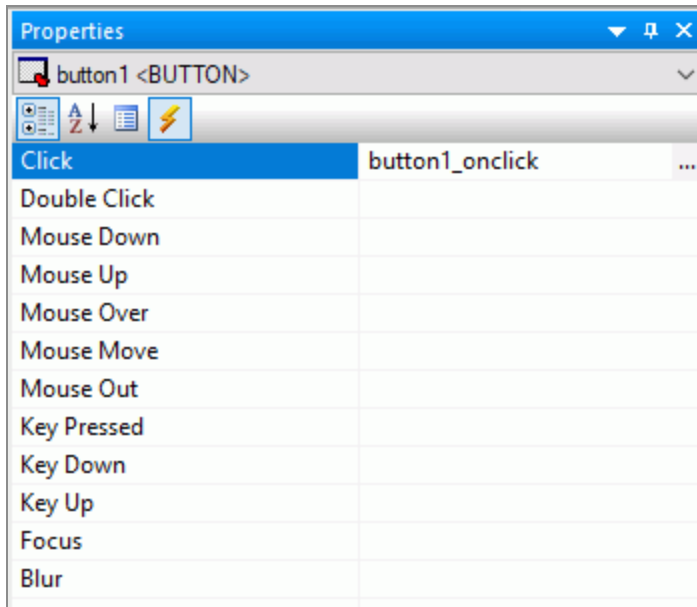 Properties
button1 <BUTTON>
Click button1_onclick ...
Double Click
Mouse Down
Mouse Up
Mouse Over
Mouse Move
Mouse Out
Key Pressed
Key Down
Key Up
Focus
Blur